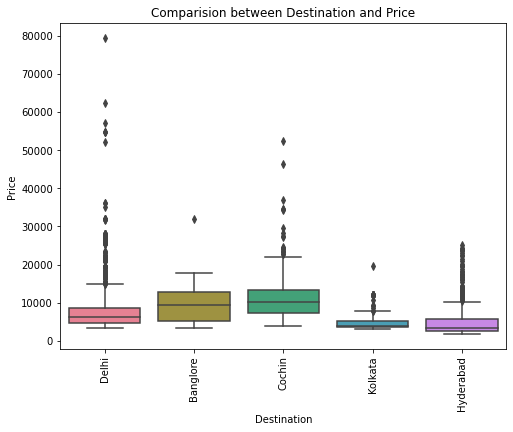 Comparision between Destination and Price
80000
70000
60000
50000
40000
30000
20000
10000
0
Price
Delhi
Banglore
Cochin
Kolkata
Hyderabad
Destination